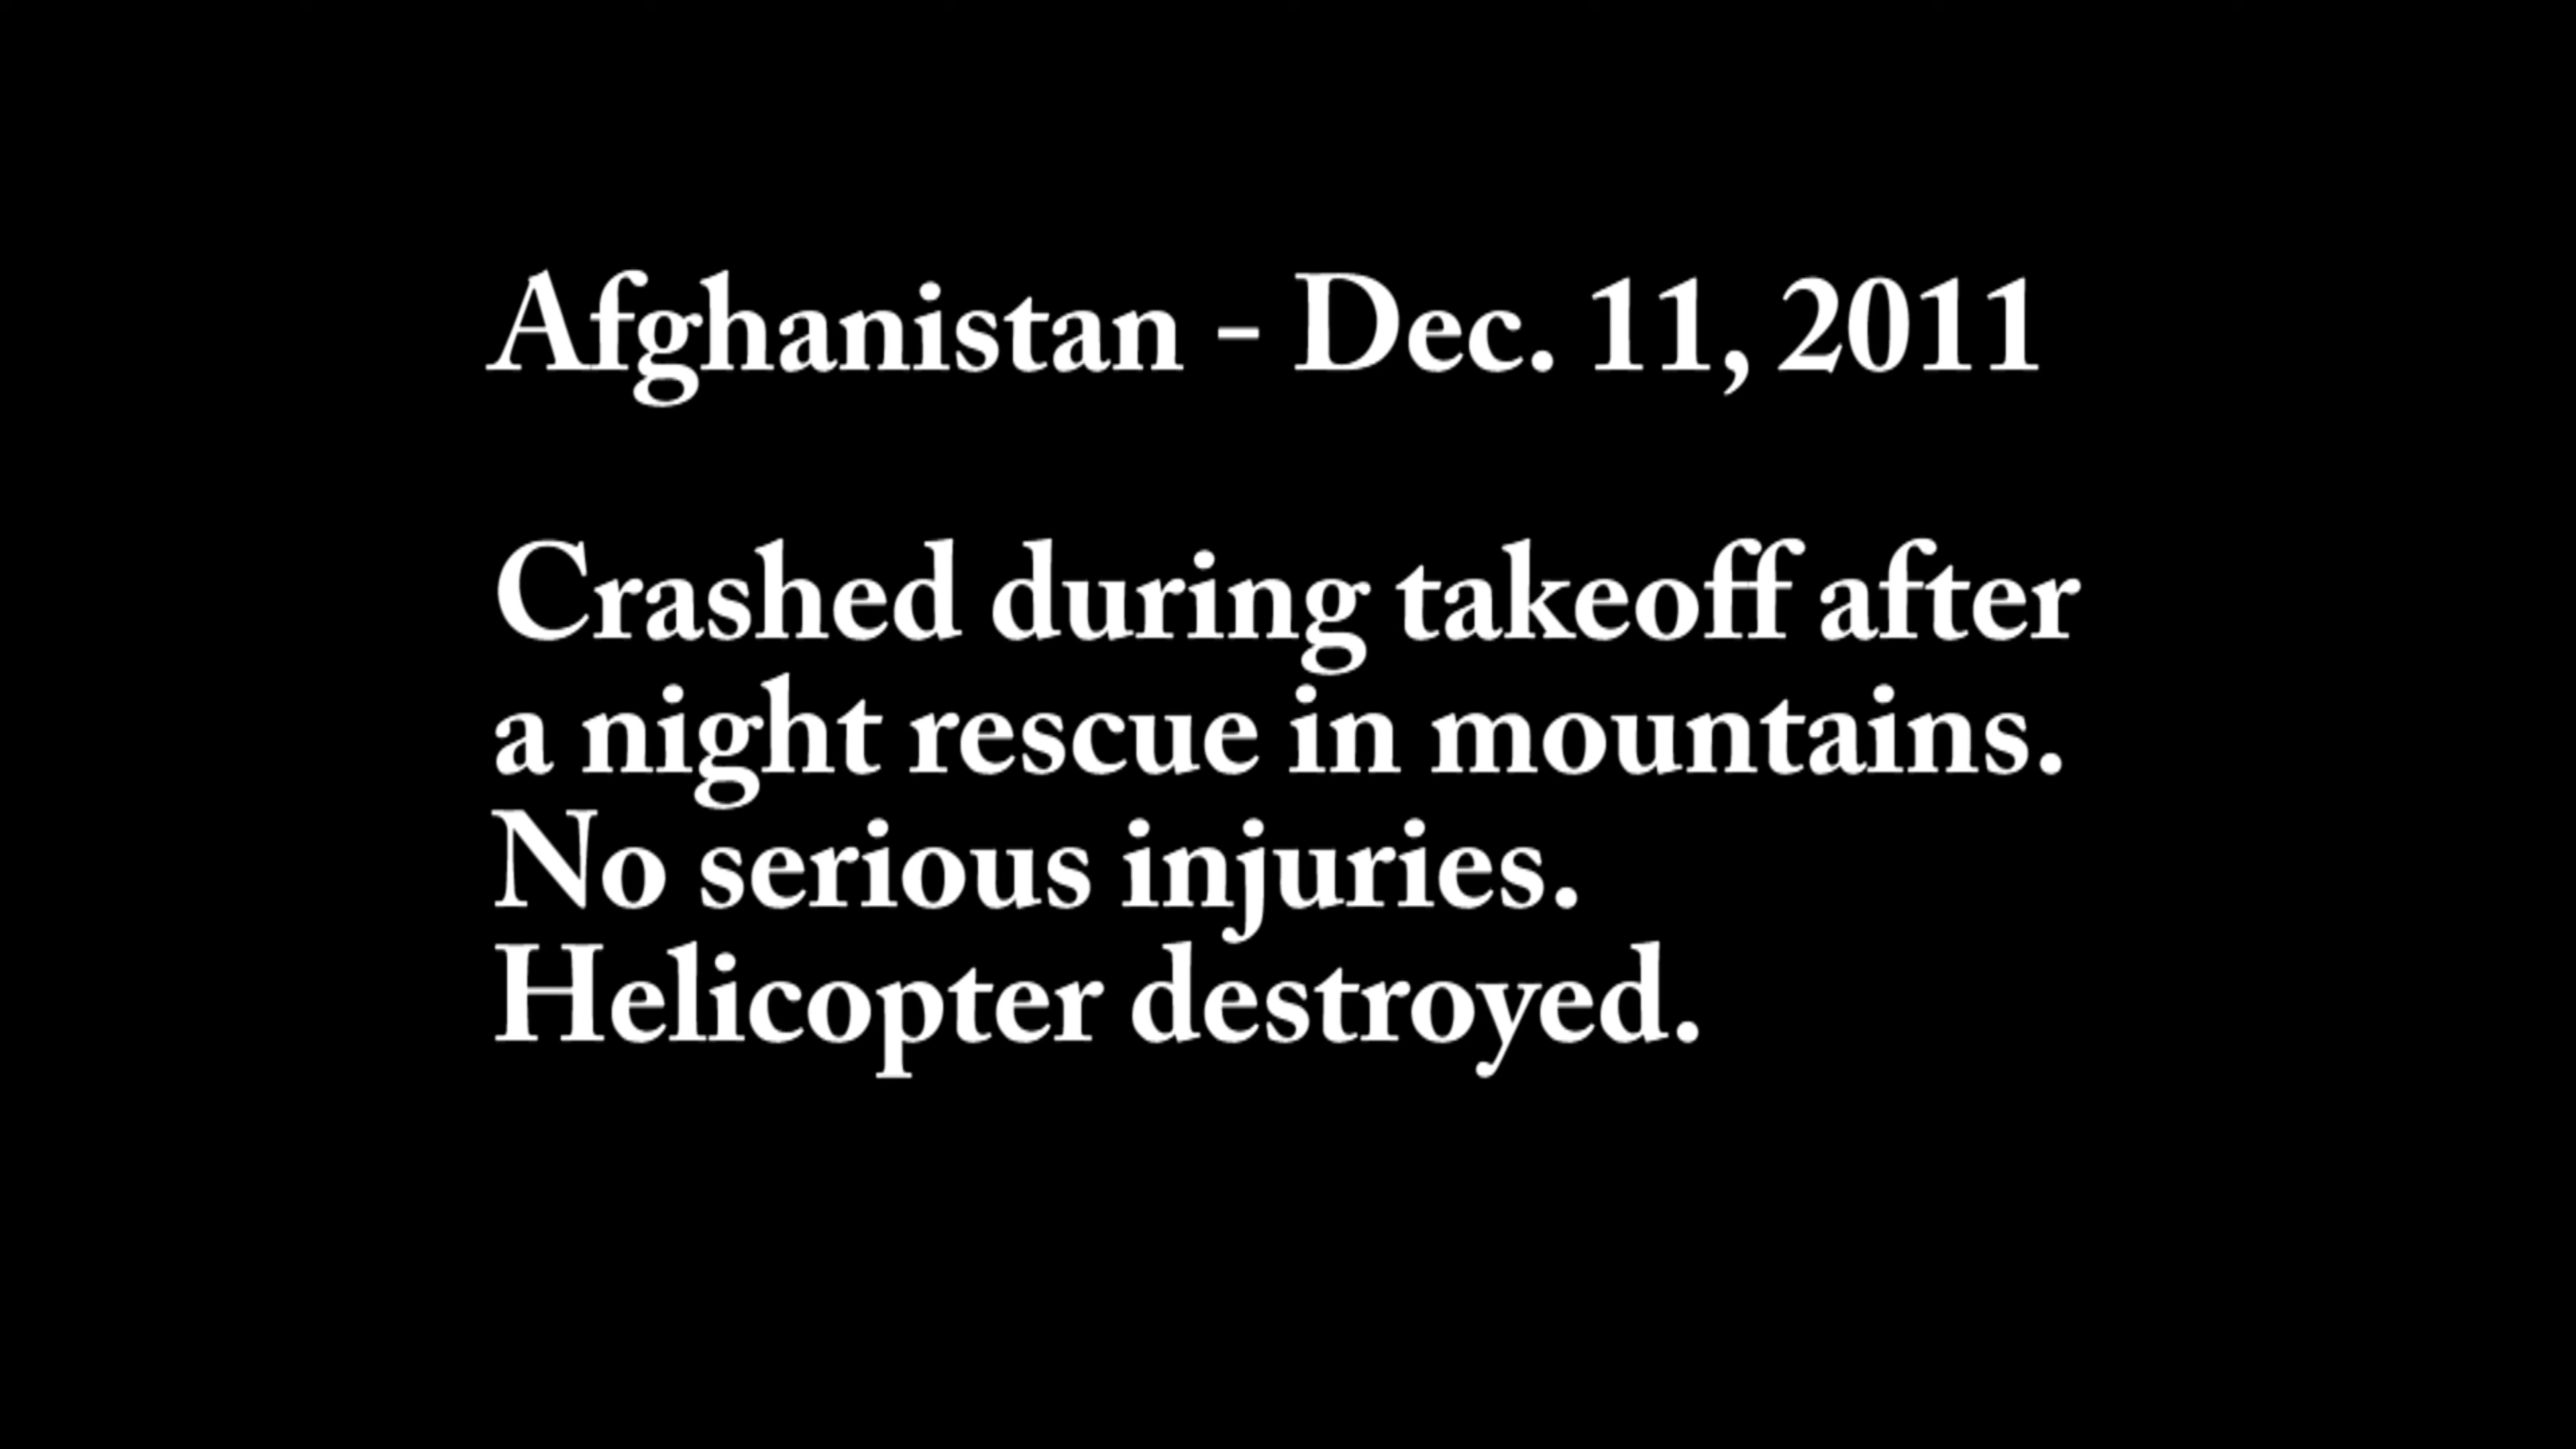 Afghanistan - Dec. 11, 2011
Crashed during takeoff after
a night rescue in mountains.
No serious injuries.
Helicopter destroyed.